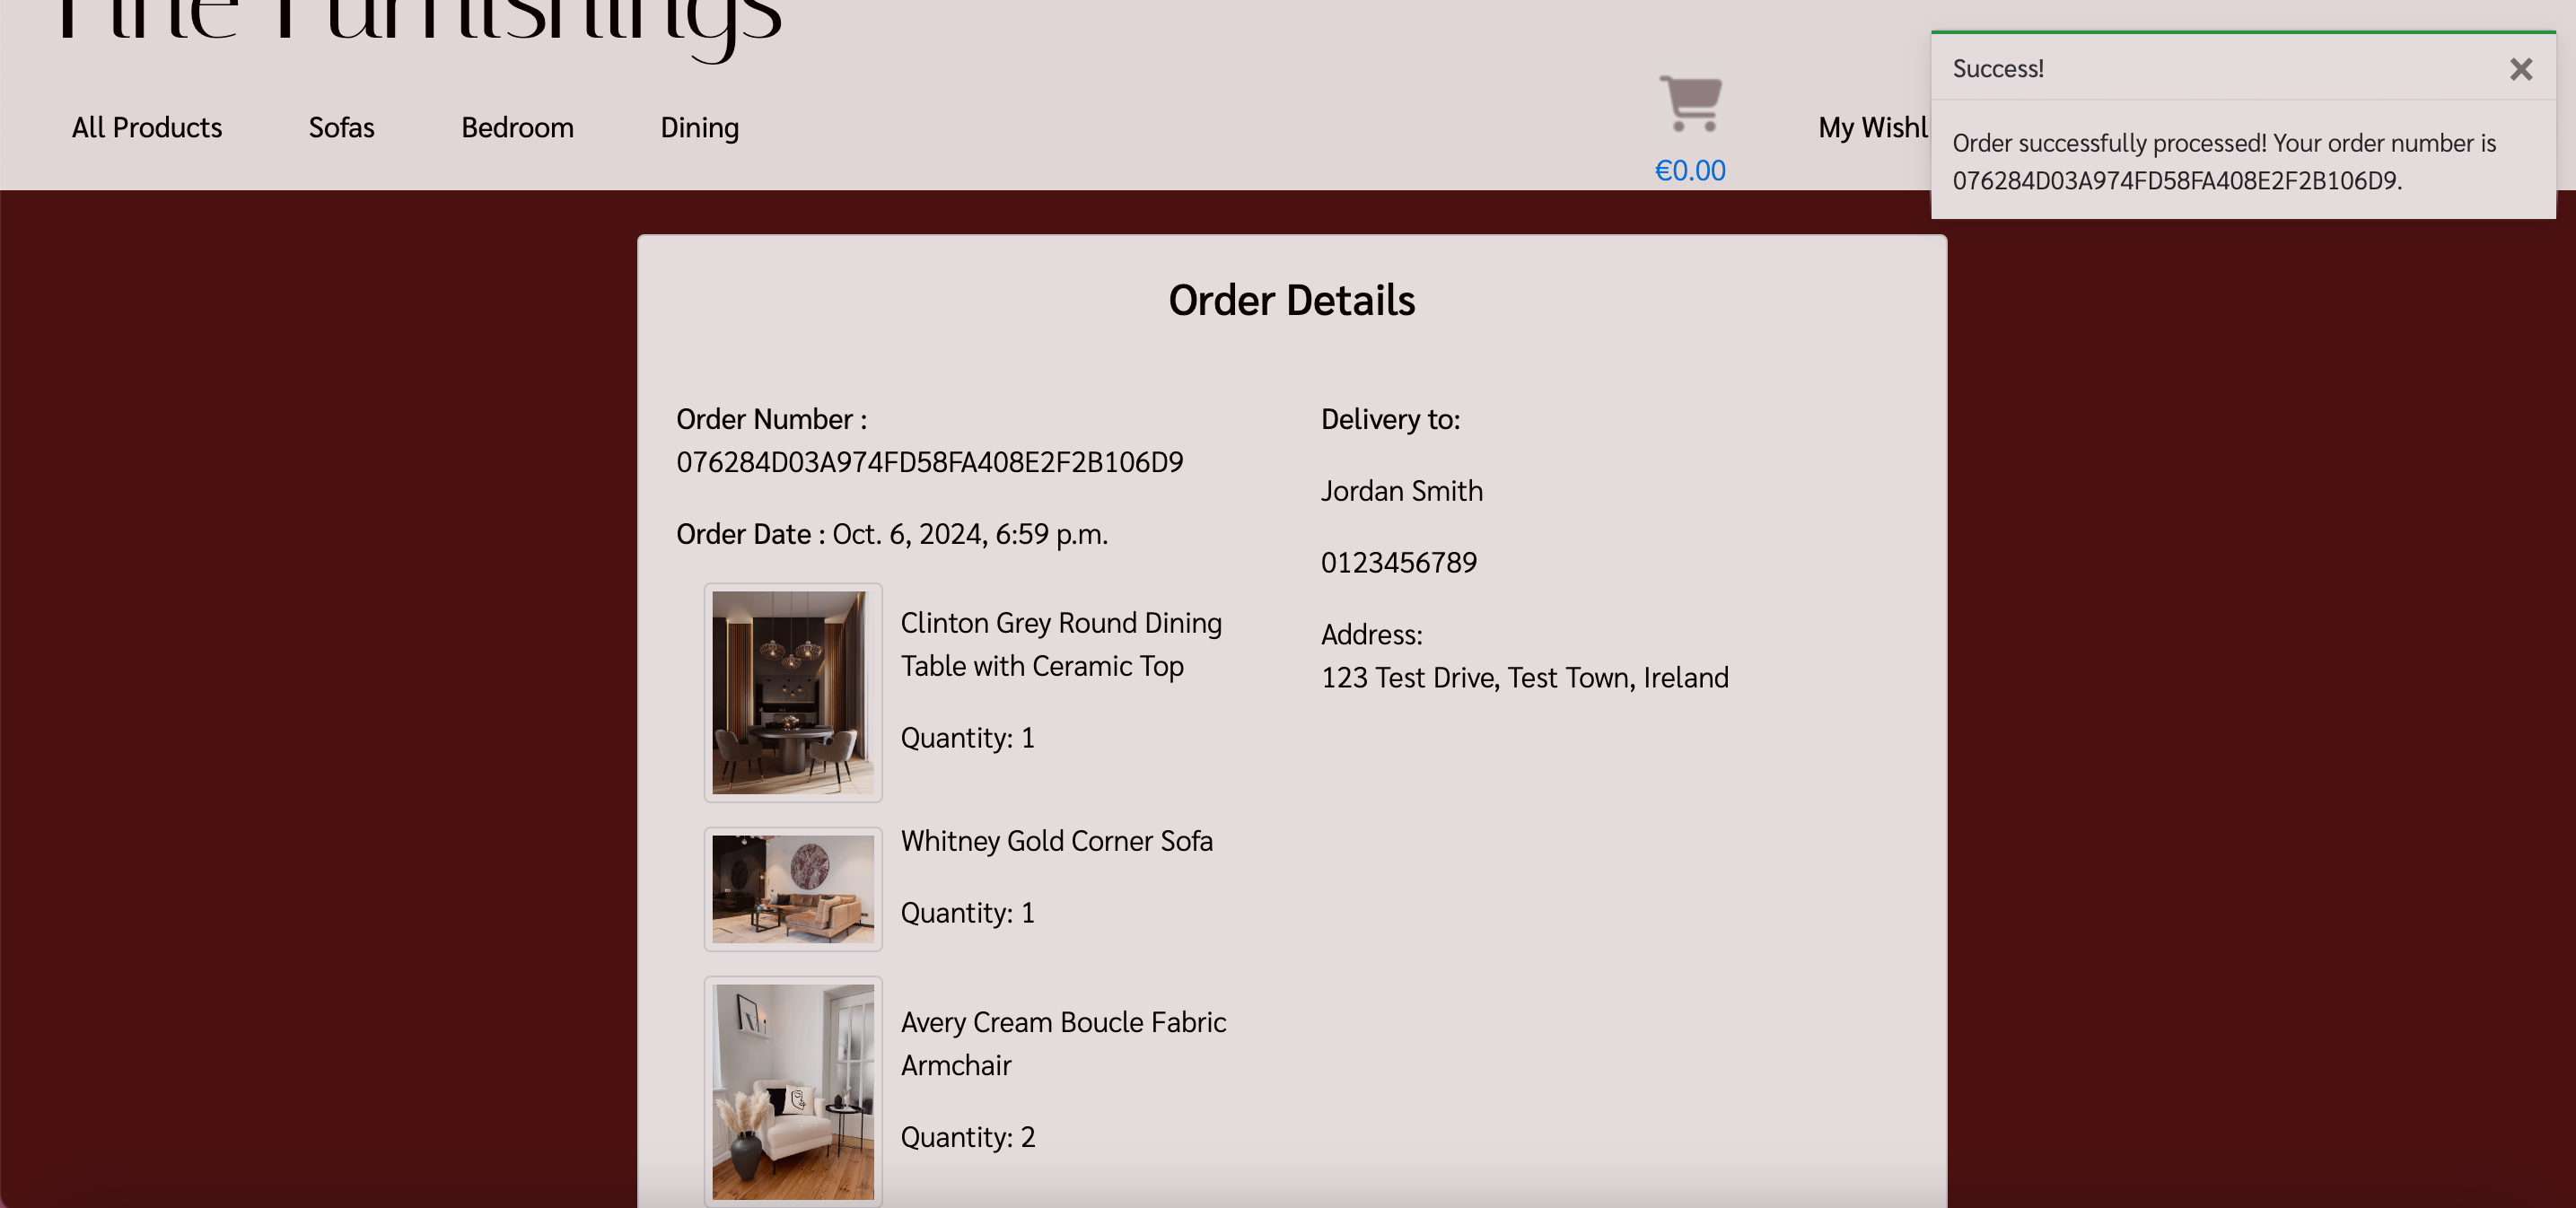 Fine Furnishings
All Products Sofas Bedroom Dining
€0.00
My Wishl
Success!
Order successfully processed! Your order number is
076284D03A974FD58FA408E2F2B106D9.
Order Details
Order Number :
076284D03A974FD58FA408E2F2B106D9
Order Date : Oct. 6, 2024, 6:59 p.m.
Clinton Grey Round Dining
Table with Ceramic Top
Quantity: 1
Whitney Gold Corner Sofa
Quantity: 1
Avery Cream Boucle Fabric
Armchair
Quantity: 2
Delivery to:
Jordan Smith
0123456789
Address:
123 Test Drive, Test Town, Ireland